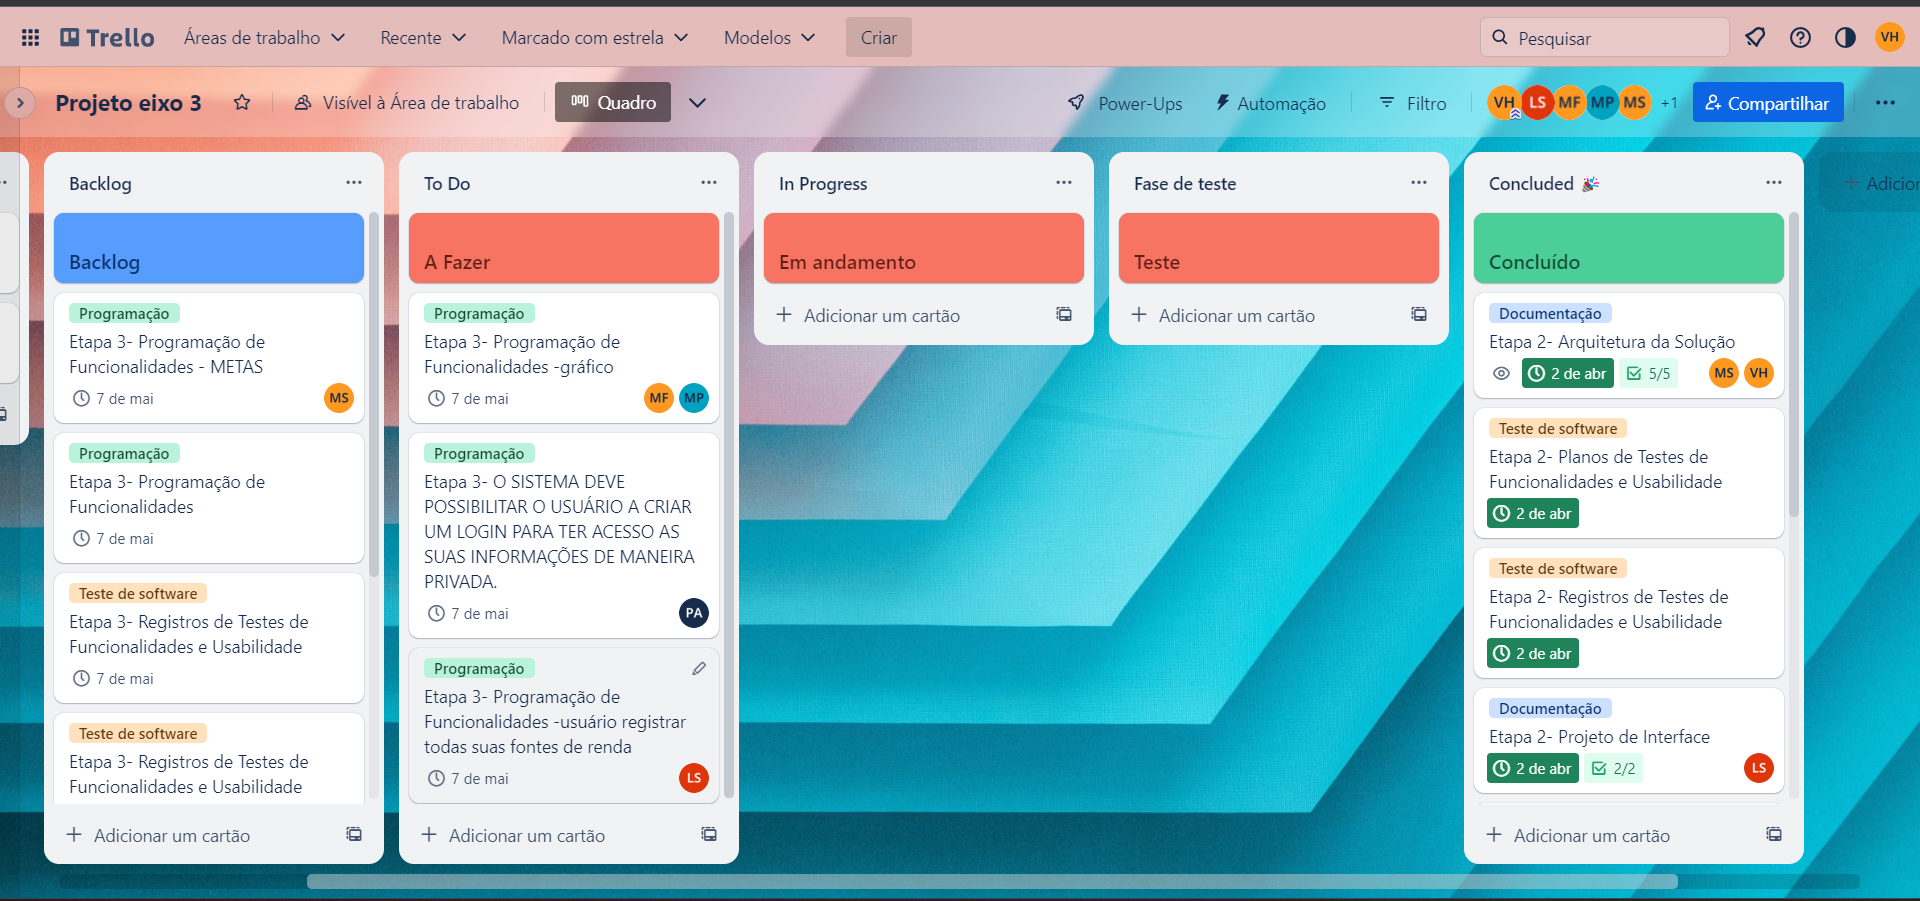 Trello
Áreas de trabalho
Recente
Marcado com estrela
Modelos
Criar
Pesquisar
VH
Projeto eixo 3
Visível à Área de trabalho
Quadro
Power-Ups
Automação
Filtro
VH
LS
MF
MP
MS
+1
Compartilhar
Backlog
Backlog
Programação
Etapa 3- Programação de
Funcionalidades - METAS
7 de mai
MS
Programação
Etapa 3- Programação de
Funcionalidades
7 de mai
Teste de software
Etapa 3- Registros de Testes de
Funcionalidades e Usabilidade
7 de mai
Teste de software
Etapa 3- Registros de Testes de
Funcionalidades e Usabilidade
Adicionar um cartão
To Do
A Fazer
Programação
Etapa 3- Programação de
Funcionalidades -gráfico
7 de mai
MF
MP
Programação
Etapa 3- O SISTEMA DEVE
POSSIBILITAR O USUÁRIO A CRIAR
UM LOGIN PARA TER ACESSO AS
SUAS INFORMAÇÕES DE MANEIRA
PRIVADA.
7 de mai
PA
Programação
Etapa 3- Programação de
Funcionalidades -usuário registrar
todas suas fontes de renda
7 de mai
LS
Adicionar um cartão
In Progress
Em andamento
Adicionar um cartão
Fase de teste
Teste
Adicionar um cartão
Concluded 🎉
Concluído
Documentação
Etapa 2- Arquitetura da Solução
2 de abr
5/5
MS
VH
Teste de software
Etapa 2- Planos de Testes de
Funcionalidades e Usabilidade
2 de abr
Teste de software
Etapa 2- Registros de Testes de
Funcionalidades e Usabilidade
2 de abr
Documentação
Etapa 2- Projeto de Interface
2 de abr
2/2
LS
Adicionar um cartão
Adicion